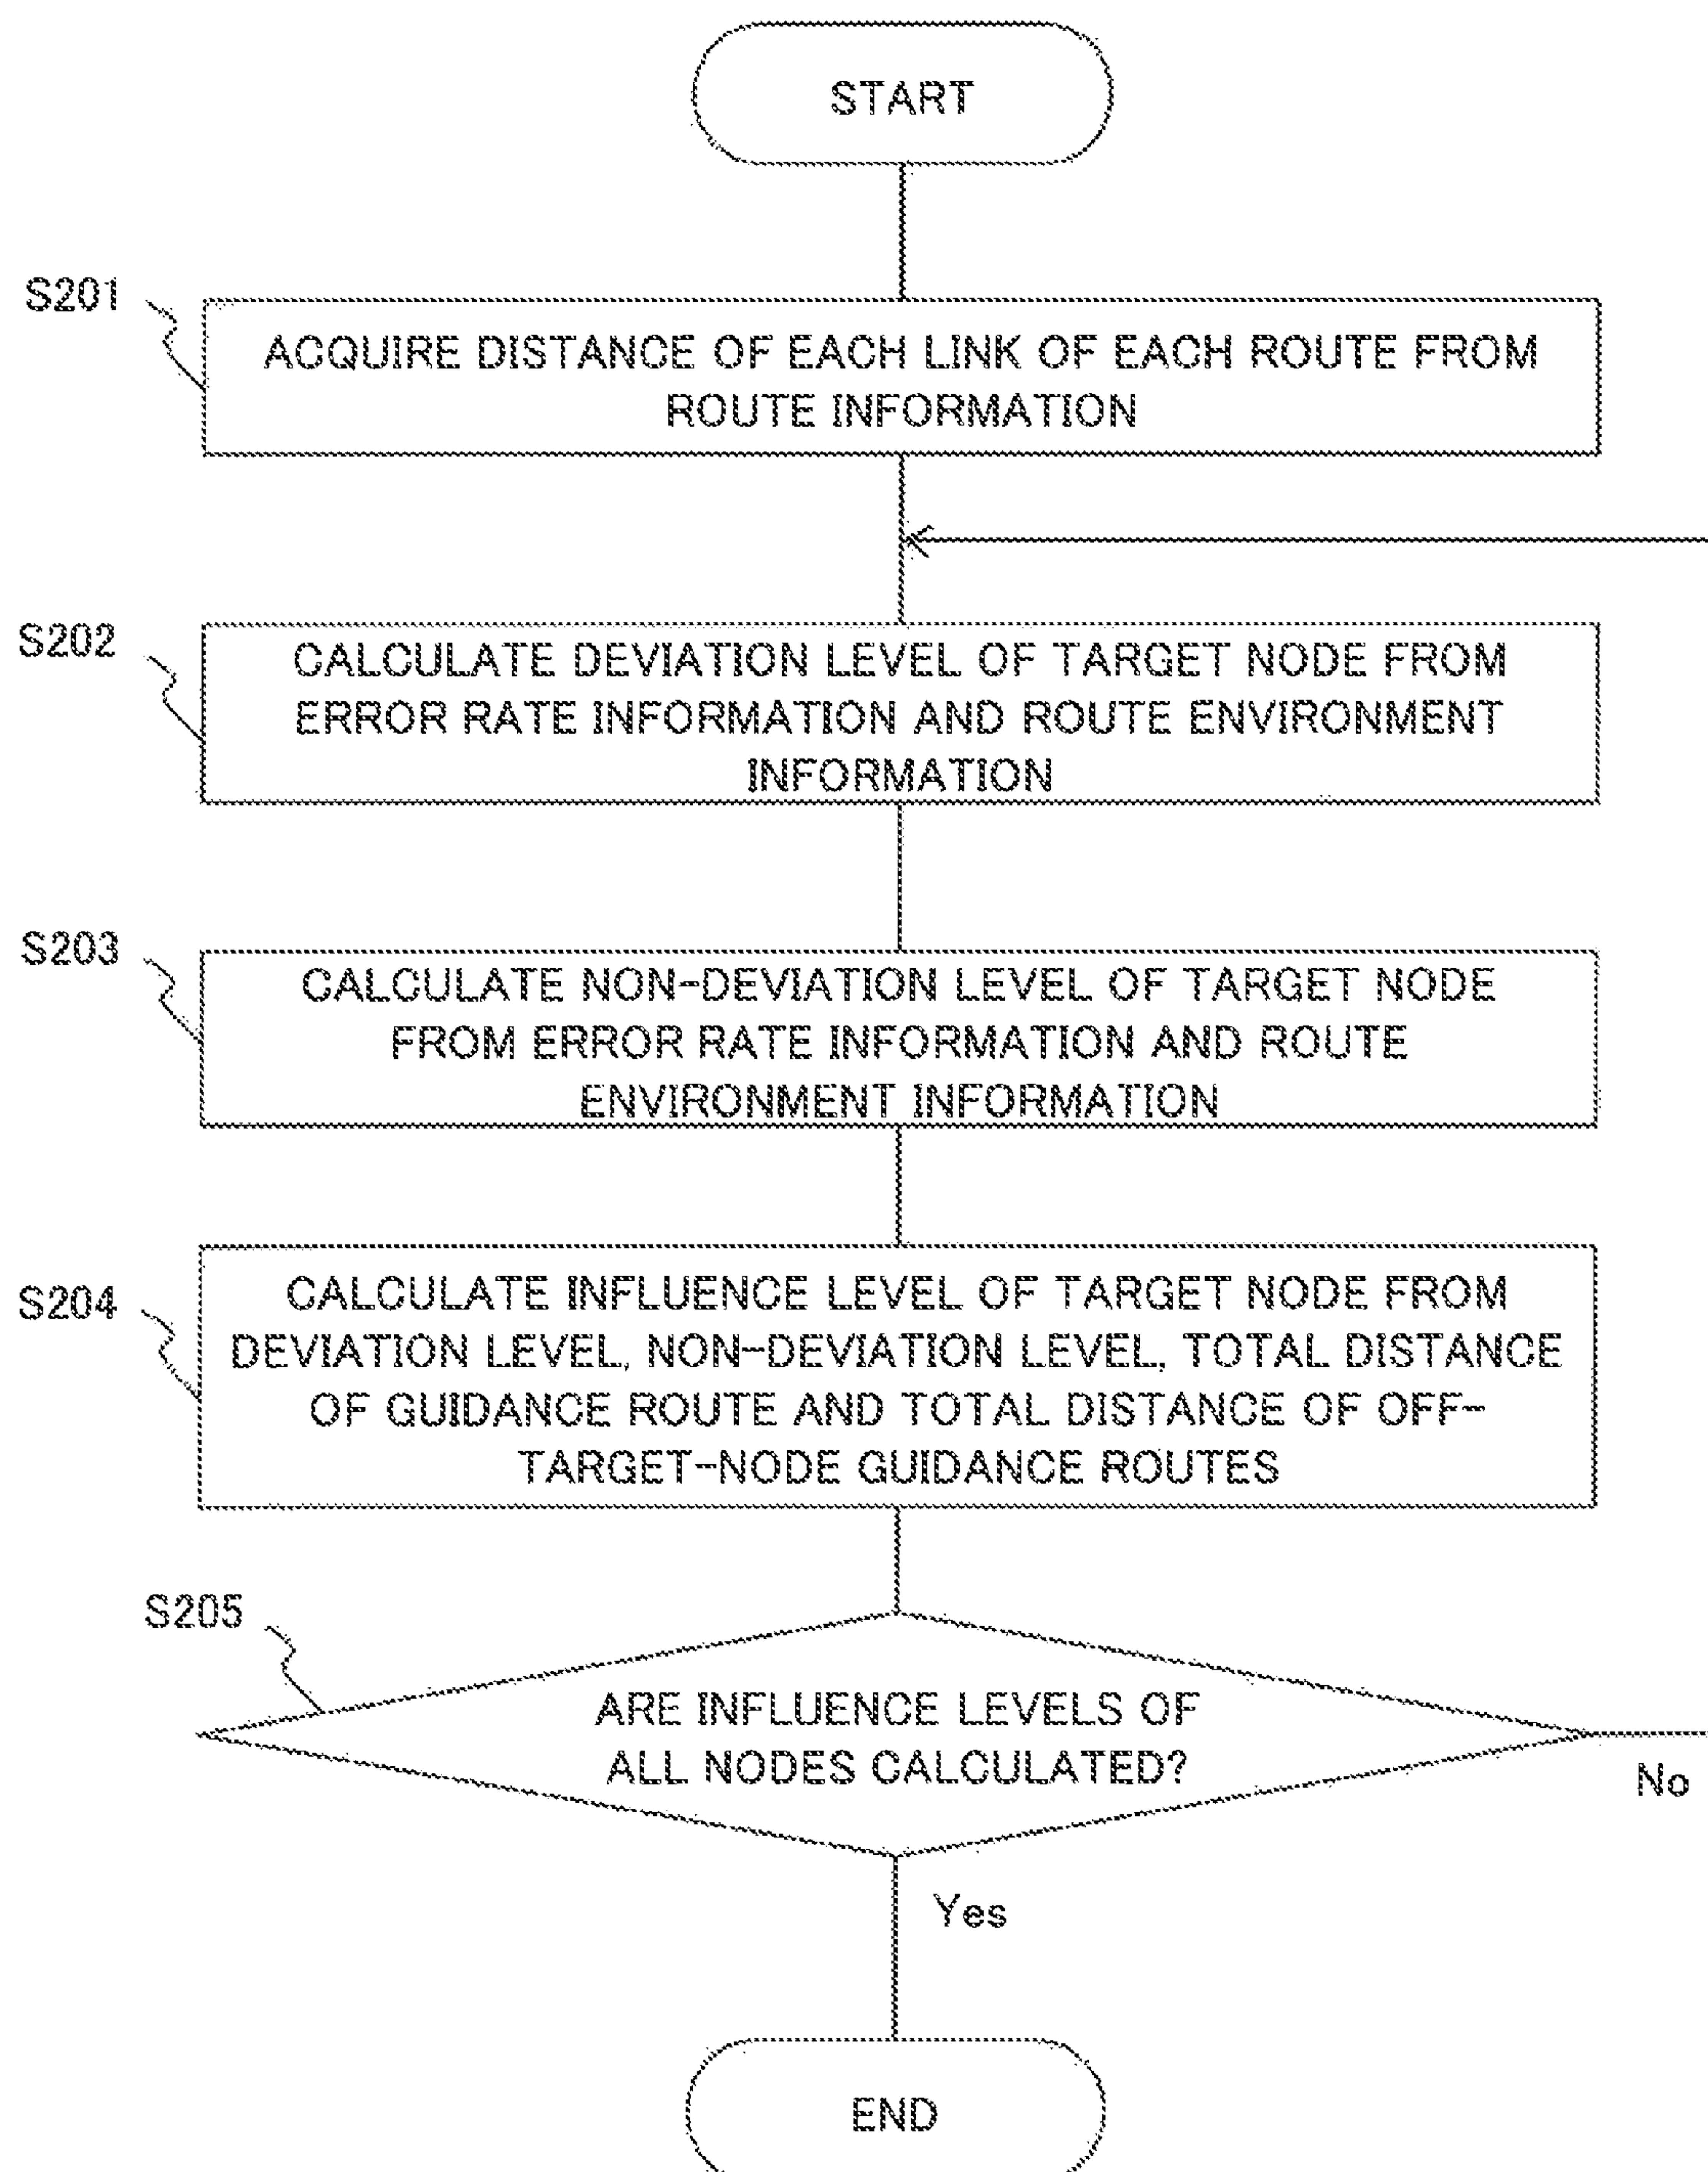 START
S201
ACQUIRE DISTANCE OF EACH LINK OF EACH ROUTE FROM
ROUTE INFORMATION
S202
CALCULATE DEVIATION LEVEL OF TARGET NODE FROM
ERROR RATE INFORMATION AND ROUTE ENVIRONMENT
INFORMATION
S203
CALCULATE NON-DEVIATION LEVEL OF TARGET NODE
FROM ERROR RATE INFORMATION AND ROUTE
ENVIRONMENT INFORMATION
S204
CALCULATE INFLUENCE LEVEL OF TARGET NODE FROM
DEVIATION LEVEL, NON-DEVIATION LEVEL, TOTAL DISTANCE
OF GUIDANCE ROUTE AND TOTAL DISTANCE OF OFF-
TARGET-NODE GUIDANCE ROUTES
S205
ARE INFLUENCE LEVELS OF
ALL NODES CALCULATED?
No
Yes
END